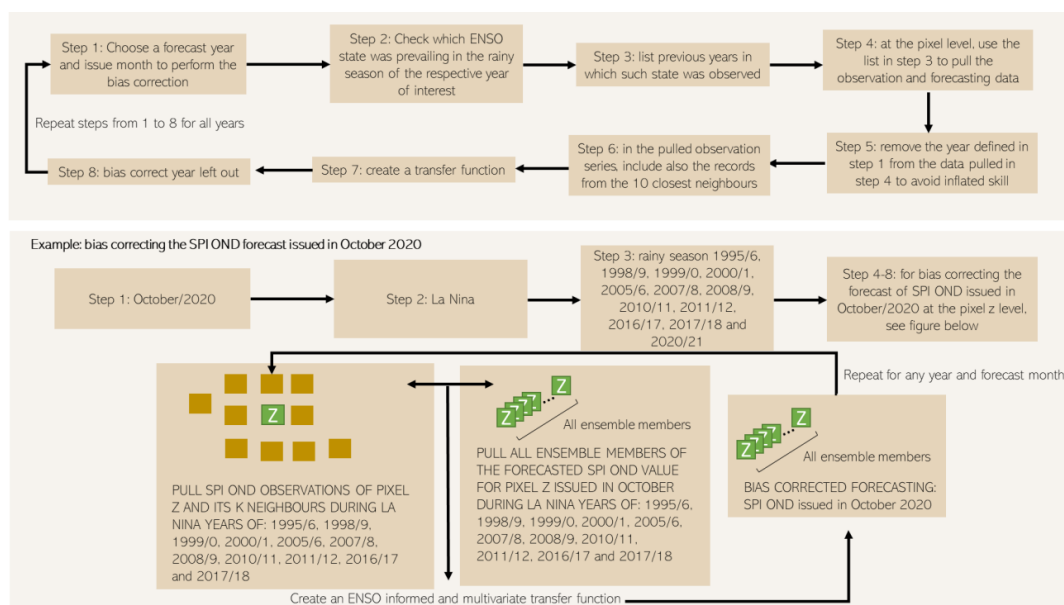 Step 1: Choose a forecast year
and issue month to perform the
bias correction
Step 2: Check which ENSO
state was prevailing in the rainy
season of the respective year
of interest
Step 3: list previous years in
which such state was observed
Step 4: at the pixel level, use the
list in step 3 to pull the
observation and forecasting data
Repeat steps from 1 to 8 for all years
Step 8: bias correct year left out
Step 7: create a transfer function
Step 6: in the pulled observation
series, include also the records
from the 10 closest neighbours
Step 5: remove the year defined in
step 1 from the data pulled in
step 4 to avoid inflated skill
Example: bias correcting the SPI OND forecast issued in October 2020
Step 1: October/2020
Step 2: La Nina
Step 3: rainy season 1995/6,
1998/9, 1999/0, 2000/1,
2005/6, 2007/8, 2008/9,
2010/11, 2011/12,
2016/17, 2017/18 and
2020/21
Step 4-8: for bias correcting the
forecast of SPI OND issued in
October/2020 at the pixel z level,
see figure below
Repeat for any year and forecast month
Z
PULL SPI OND OBSERVATIONS OF PIXEL
Z AND ITS K NEIGHBOURS DURING LA
NINA YEARS OF: 1995/6, 1998/9,
1999/0, 2000/1, 2005/6, 2007/8,
2008/9, 2010/11, 2011/12, 2016/17
and 2017/18
Z Z Z Z ... Z
All ensemble members
PULL ALL ENSEMBLE MEMBERS OF
THE FORECASTED SPI OND VALUE
FOR PIXEL Z ISSUED IN OCTOBER
DURING LA NINA YEARS OF: 1995/6,
1998/9, 1999/0, 2000/1, 2005/6,
2007/8, 2008/9, 2010/11,
2011/12, 2016/17 and 2017/18
Z Z Z Z ... Z
All ensemble members
BIAS CORRECTED FORECASTING:
SPI OND issued in October 2020
Create an ENSO informed and multivariate transfer function